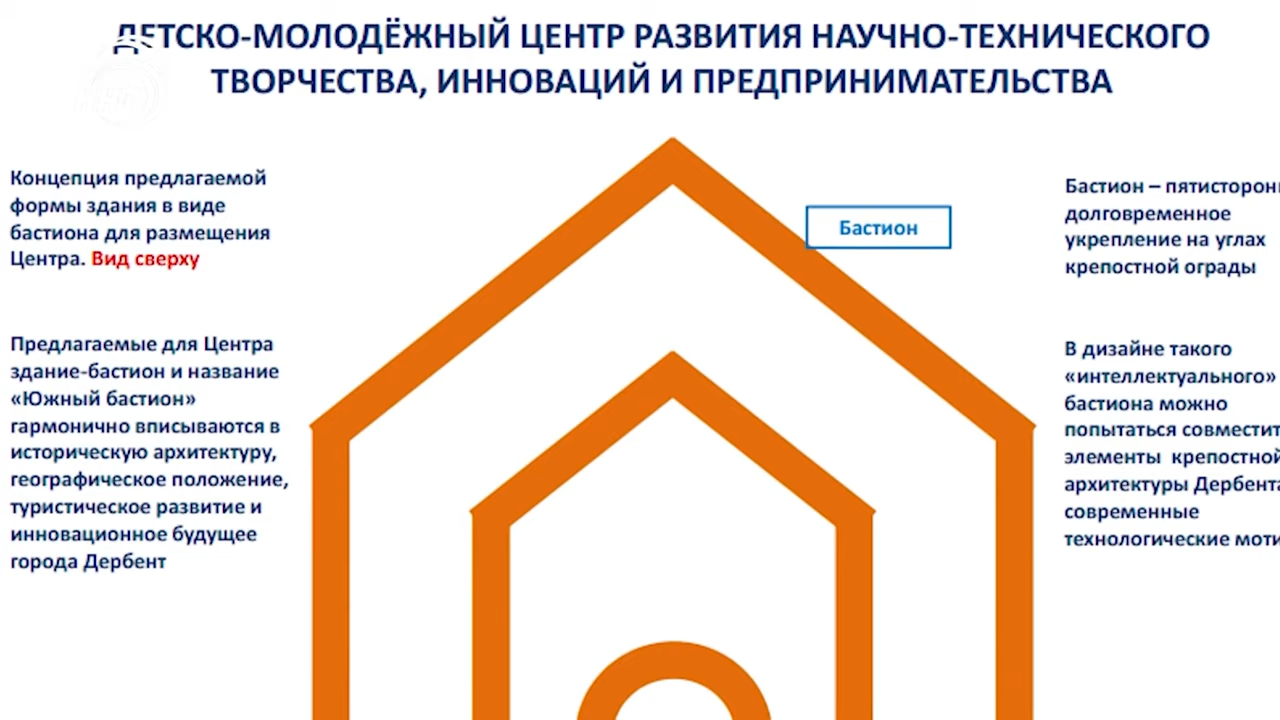 ДЕТСКО-МОЛОДЁЖНЫЙ ЦЕНТР РАЗВИТИЯ НАУЧНО-ТЕХНИЧЕСКОГО
ТВОРЧЕСТВА, ИННОВАЦИЙ И ПРЕДПРИНИМАТЕЛЬСТВА
Концепция предлагаемой
формы здания в виде
бастиона для размещения
Центра. Вид сверху
Предлагаемые для Центра
здание-бастион и название
«Южный бастион»
гармонично вписываются в
историческую архитектуру,
географическое положение,
туристическое развитие и
инновационное будущее
города Дербент
Бастион
Бастион – пятисторон
долговременное
укрепление на углах
крепостной ограды
В дизайне такого
«интеллектуального»
бастиона можно
попытаться совместит
элементы крепостной
архитектуры Дербента
современные
технологические моти